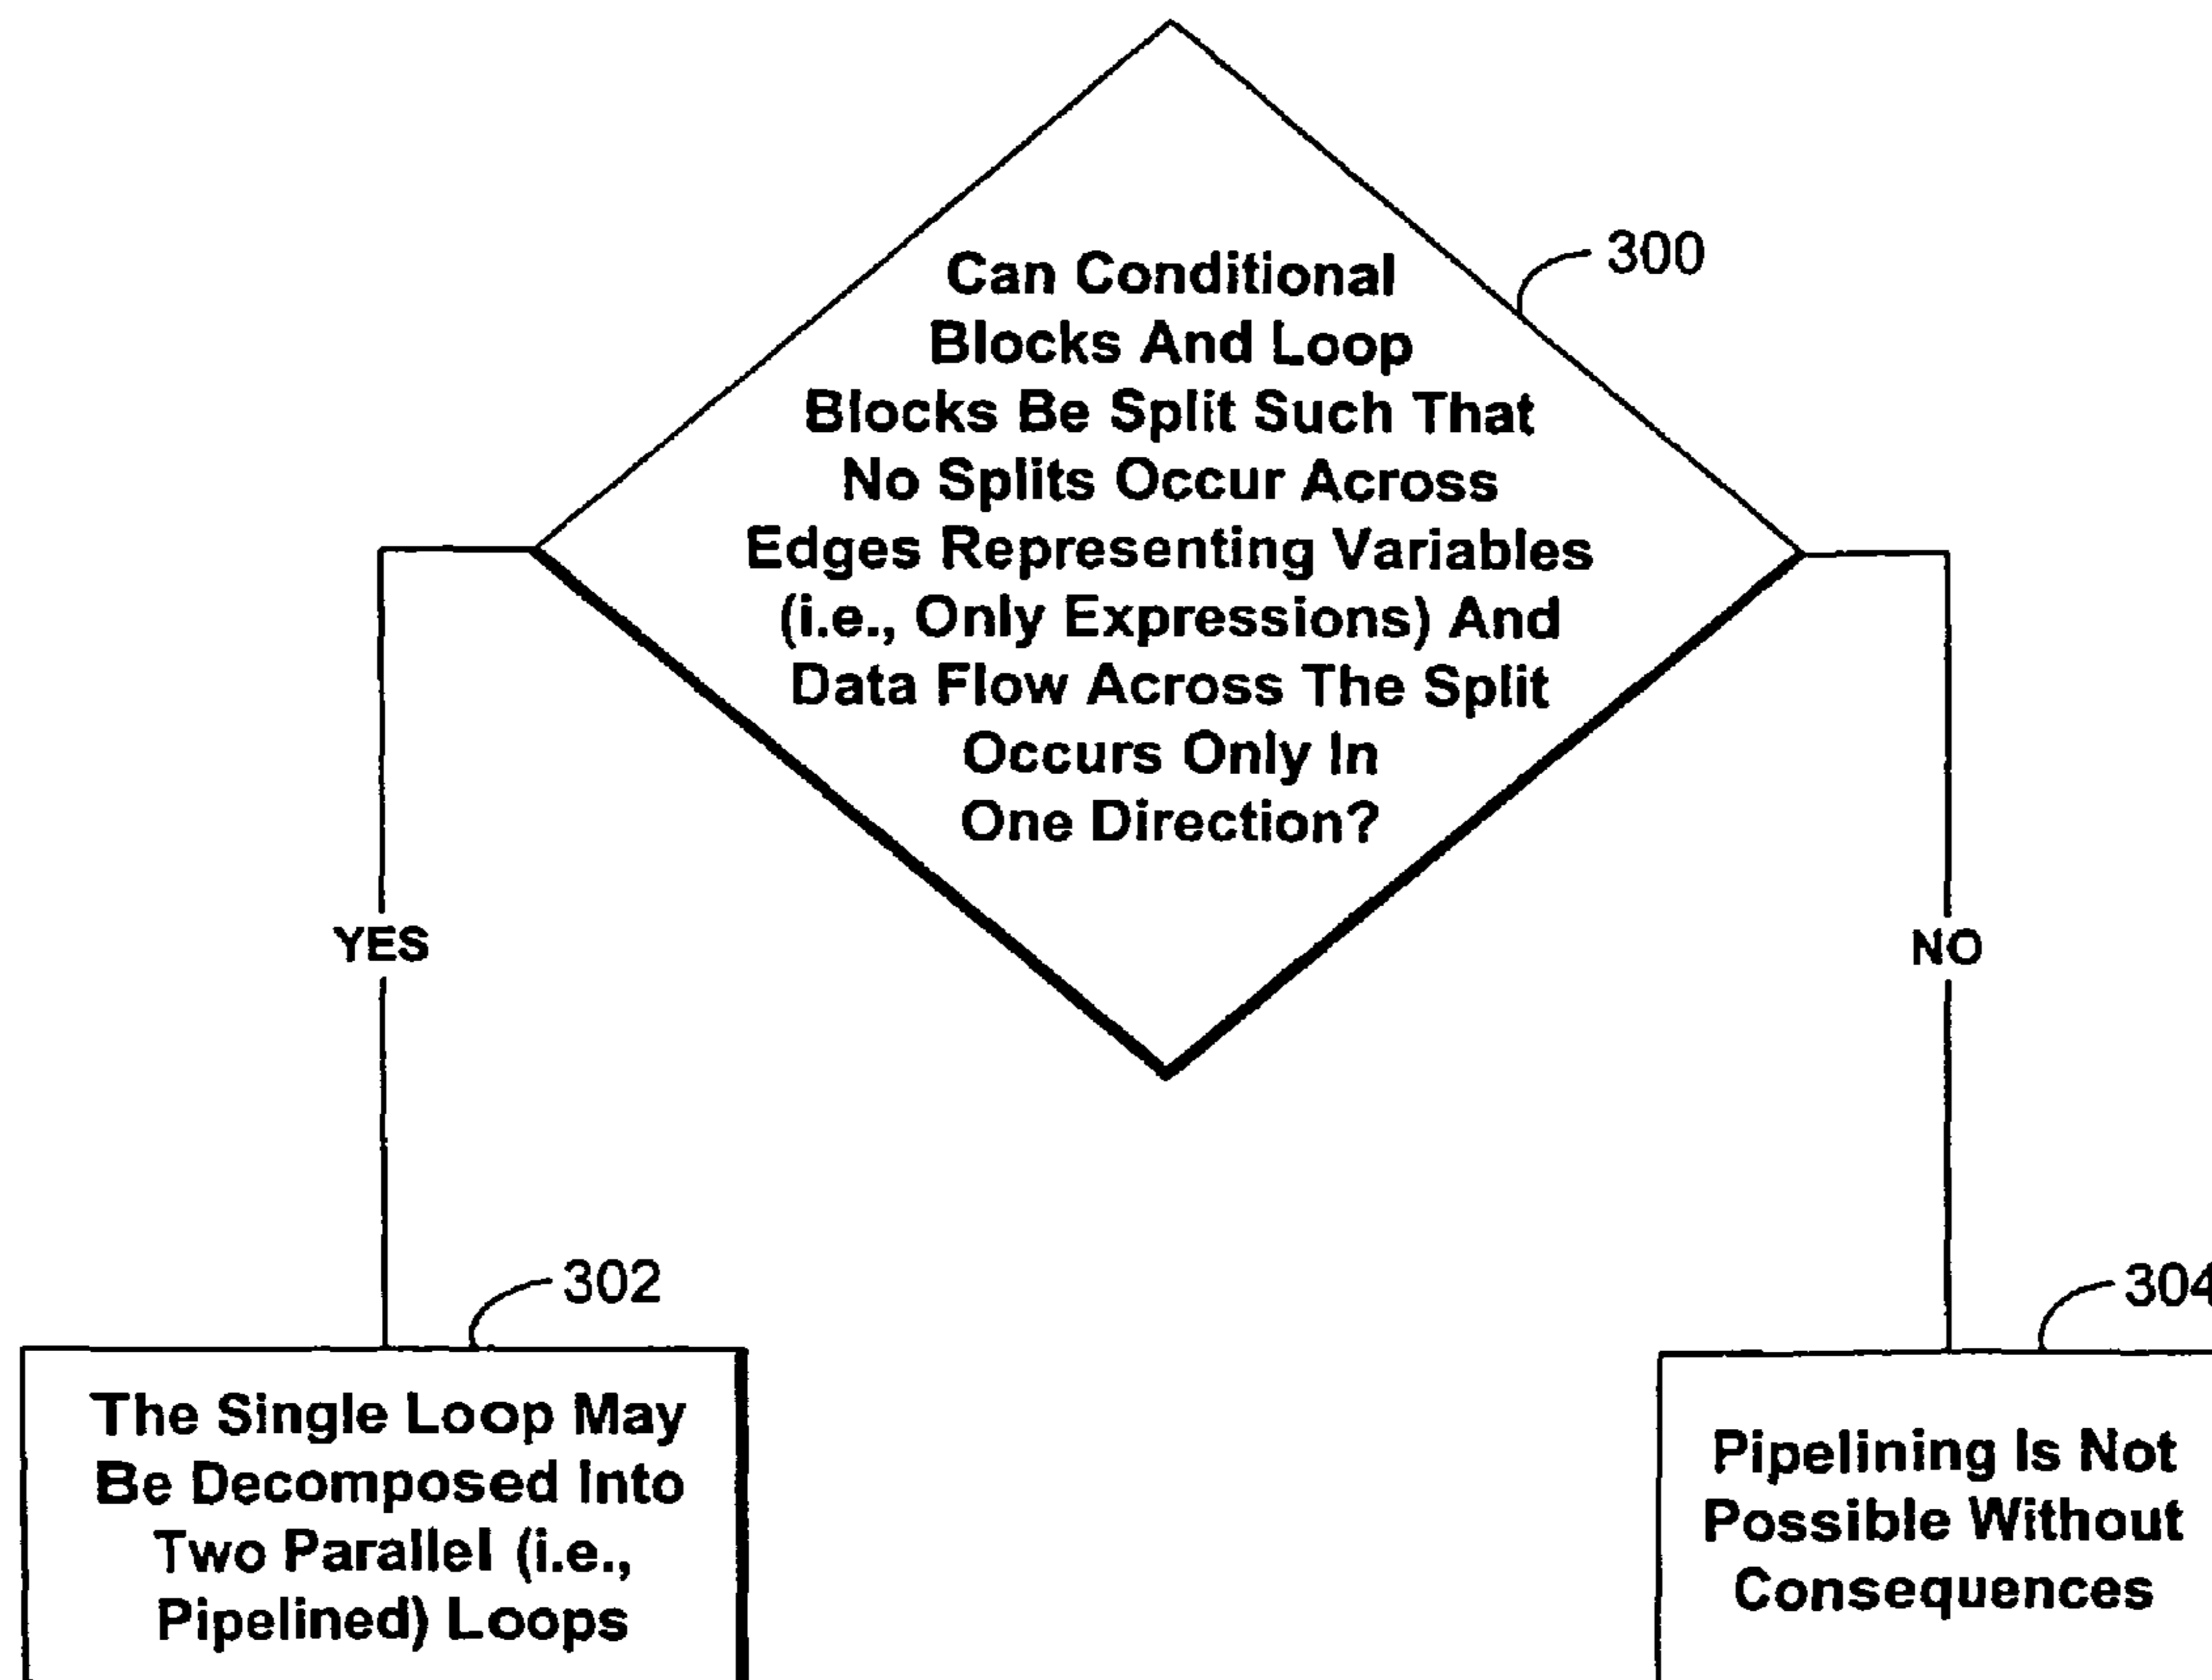 Can Conditional
Blocks And Loop
Blocks Be Split Such That
No Splits Occur Across
Edges Representing Variables
(i.e., Only Expressions) And
Data Flow Across The Split
Occurs Only In
One Direction?
300
YES
NO
302
304
The Single Loop May
Be Decomposed Into
Two Parallel (i.e.,
Pipelined) Loops
Pipelining Is Not
Possible Without
Consequences